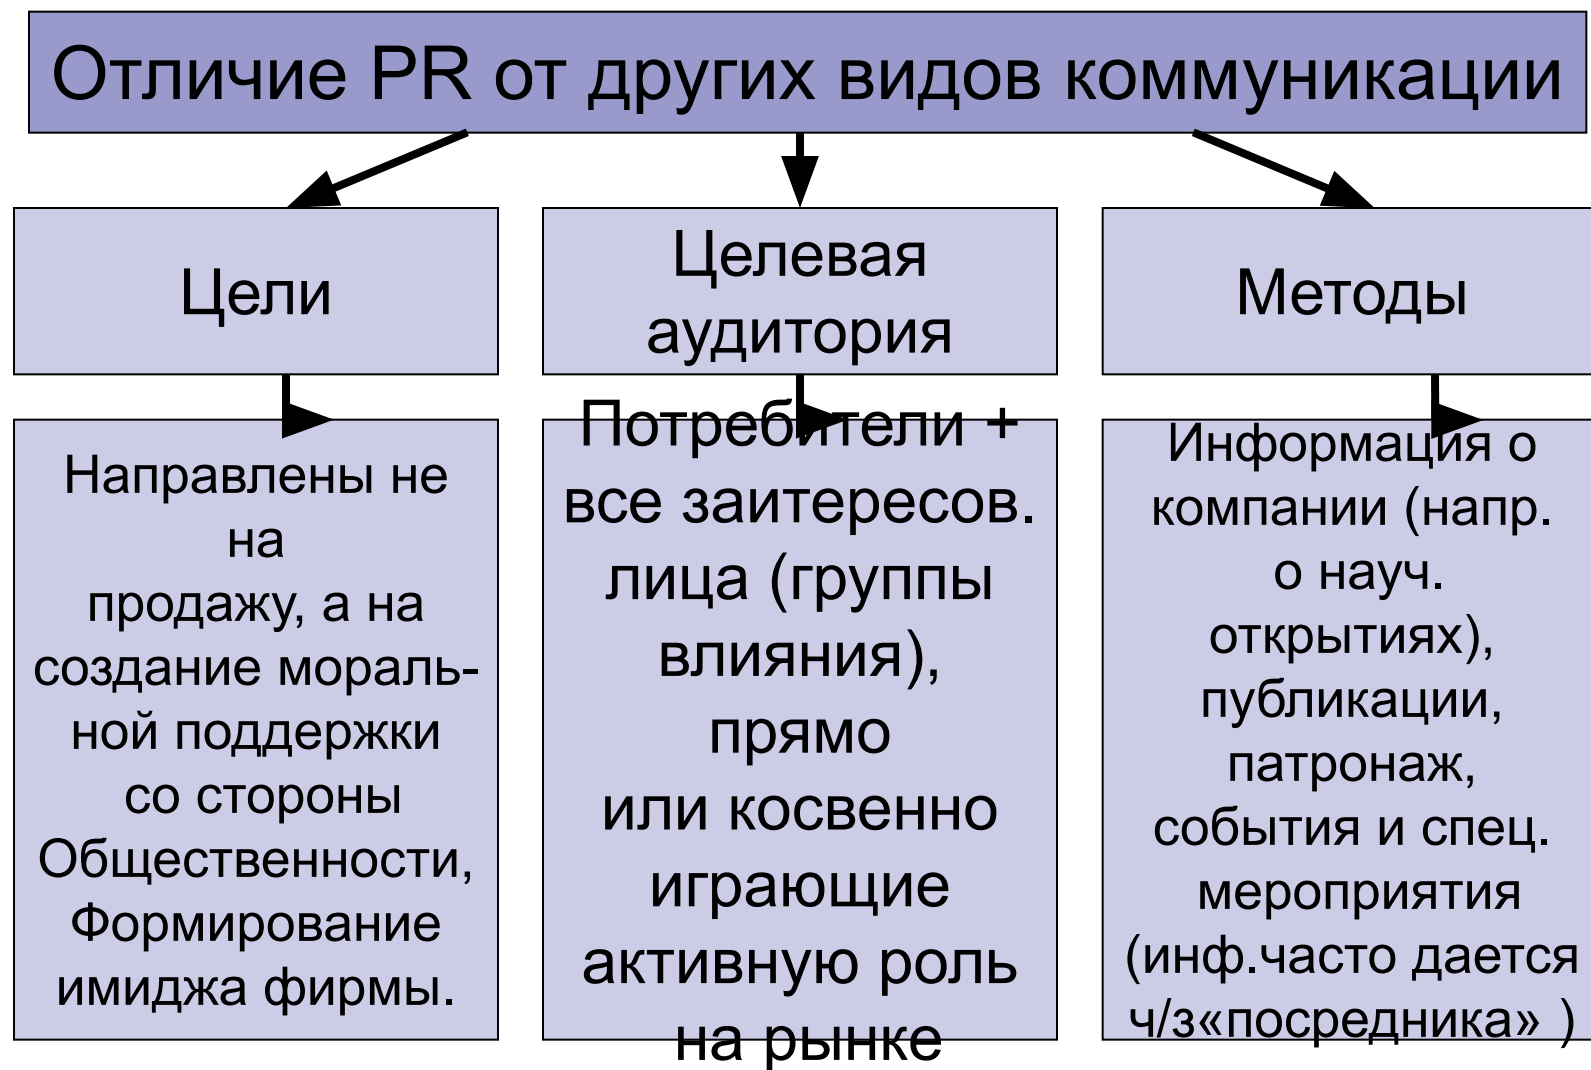 Отличие PR от других видов коммуникации
Цели
Целевая
аудитория
Методы
Направлены не
на
продажу, а на
создание мораль-
ной поддержки
со стороны
Общественности,
Формирование
имиджа фирмы.
Потребители +
все заитересов.
лица (группы
влияния),
прямо
или косвенно
играющие
активную роль
на рынке
Информация о
компании (напр.
о науч.
открытиях),
публикации,
патронаж,
события и спец.
мероприятия
(инф.часто дается
ч/з«посредника» )